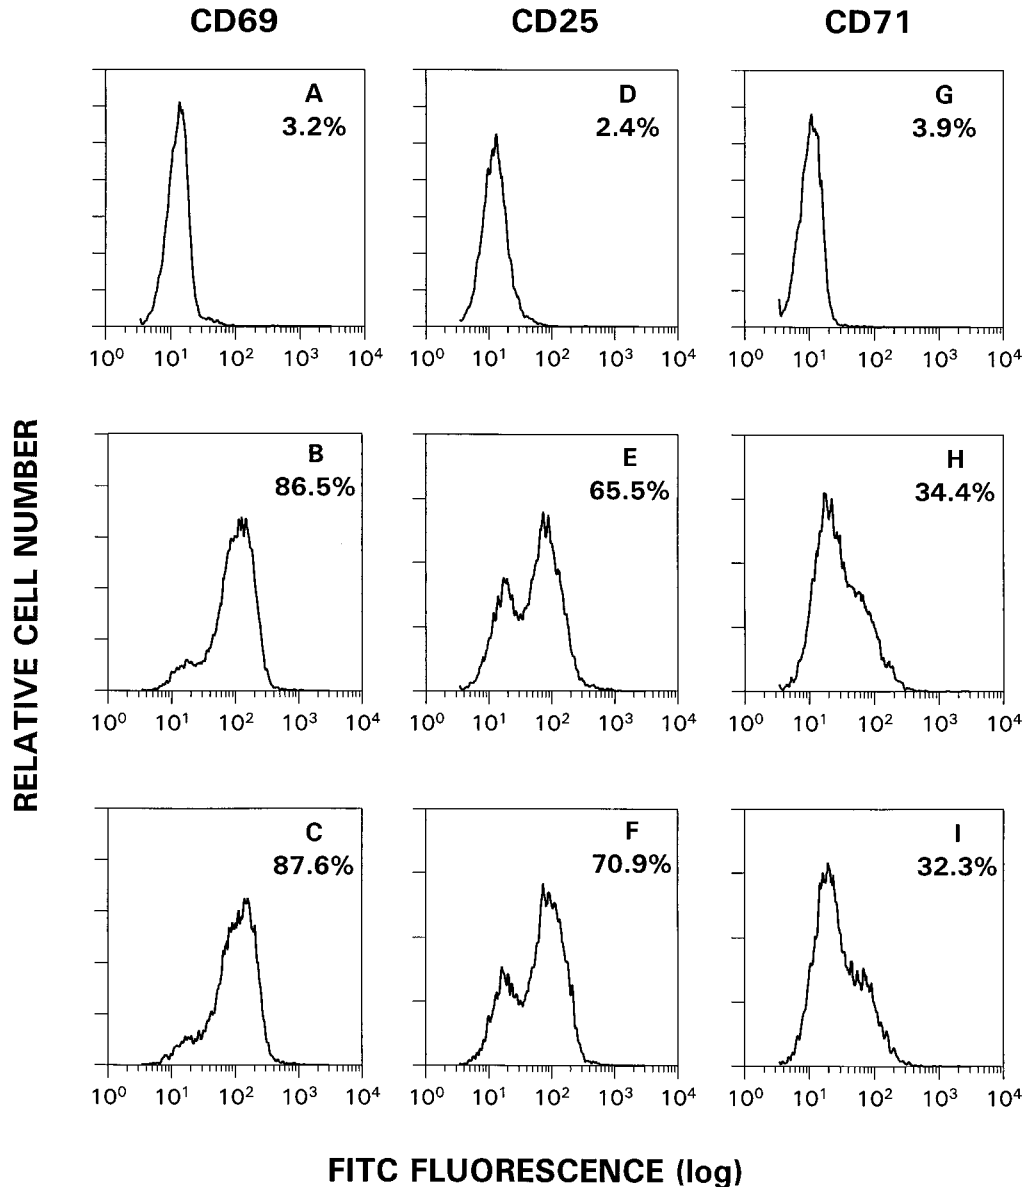 CD69 CD25 CD71
A D G
3.2% 2.4% 3.9%
10⁰ 10¹ 10² 10³ 10⁴ 10⁰ 10¹ 10² 10³ 10⁴ 10⁰ 10¹ 10² 10³ 10⁴
B E H
86.5% 65.5% 34.4%
10⁰ 10¹ 10² 10³ 10⁴ 10⁰ 10¹ 10² 10³ 10⁴ 10⁰ 10¹ 10² 10³ 10⁴
RELATIVE CELL NUMBER
C F I
87.6% 70.9% 32.3%
10⁰ 10¹ 10² 10³ 10⁴ 10⁰ 10¹ 10² 10³ 10⁴ 10⁰ 10¹ 10² 10³ 10⁴
FITC FLUORESCENCE (log)